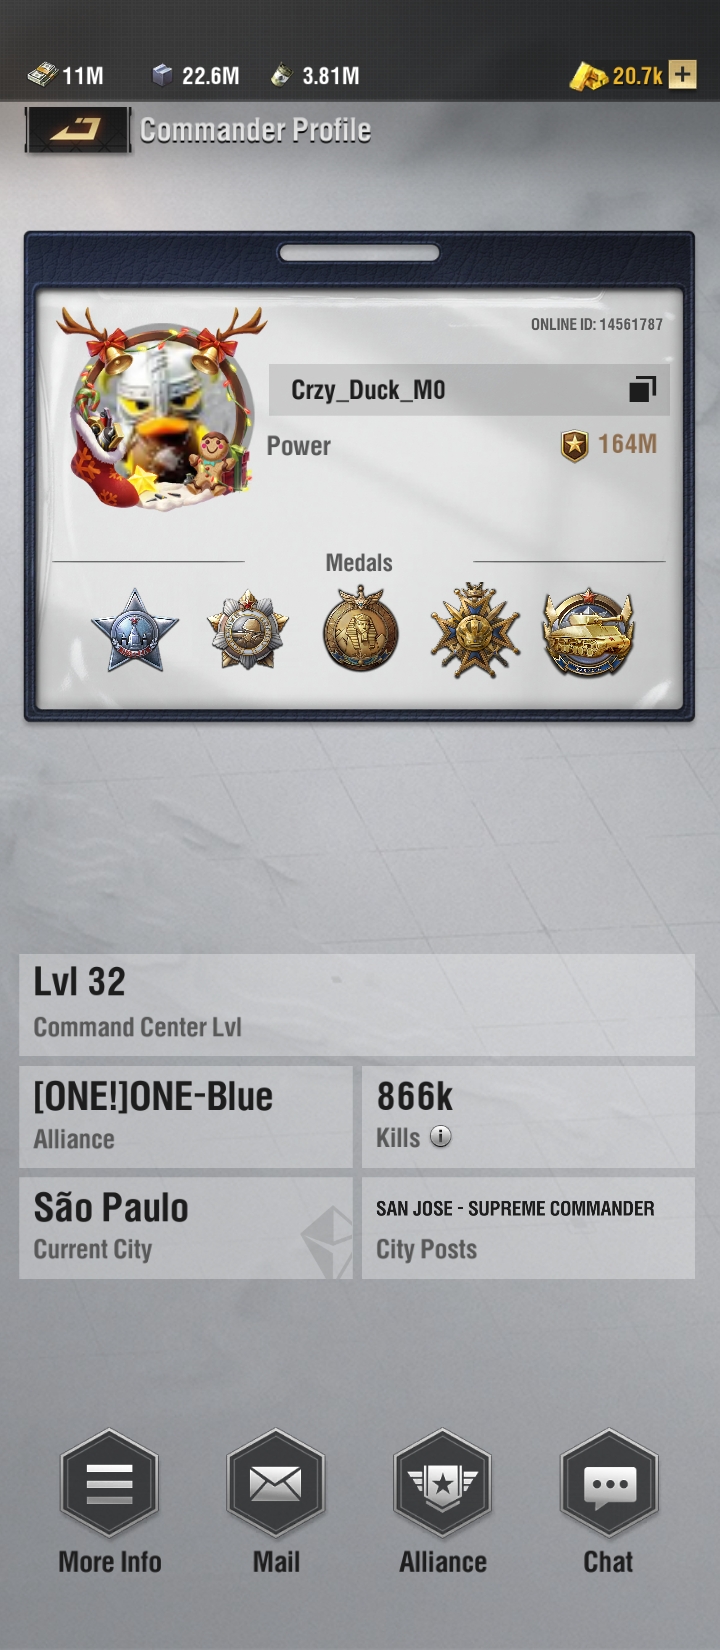 11M 22.6M 3.81M 20.7k
Commander Profile
ONLINE ID: 14561787
Crzy_Duck_M0
Power 164M
Medals
Lvl 32
Command Center Lvl
[ONE!]ONE-Blue
Alliance
866k
Kills
São Paulo
Current City
SAN JOSE - SUPREME COMMANDER
City Posts
More Info Mail Alliance Chat